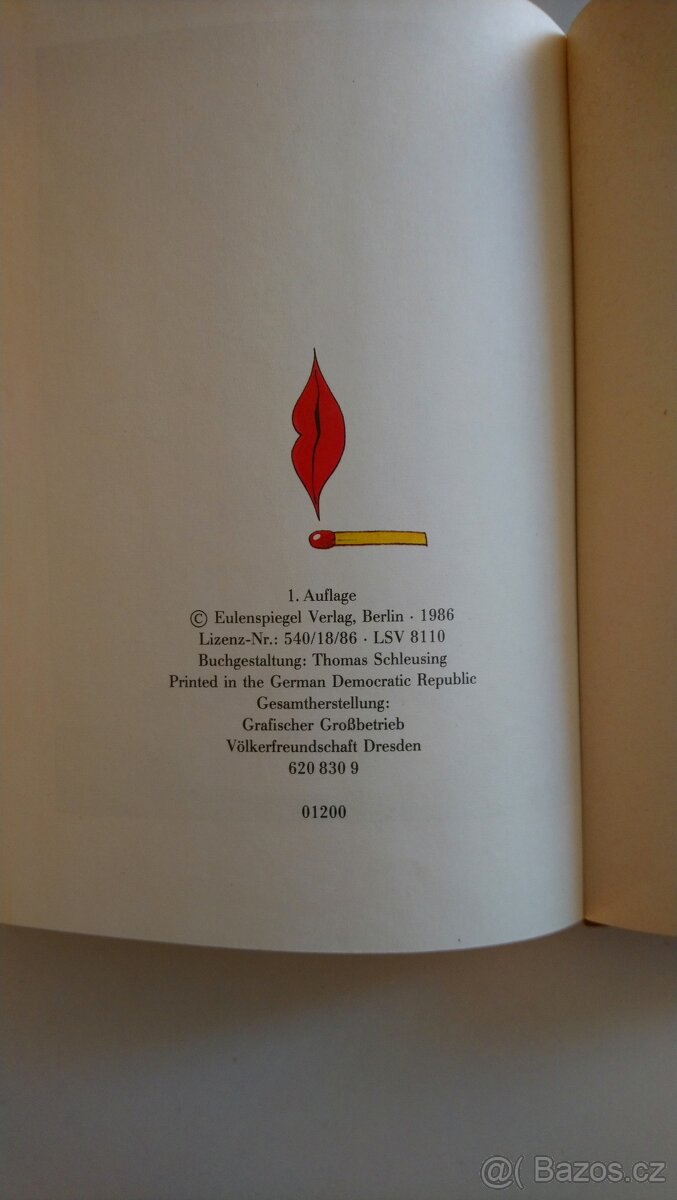 1. Auflage
© Eulenspiegel Verlag, Berlin · 1986
Lizenz-Nr.: 540/18/86 · LSV 8110
Buchgestaltung: Thomas Schleusing
Printed in the German Democratic Republic
Gesamtherstellung:
Grafischer Großbetrieb
Völkerfreundschaft Dresden
620 830 9
01200
@( Bazos.cz